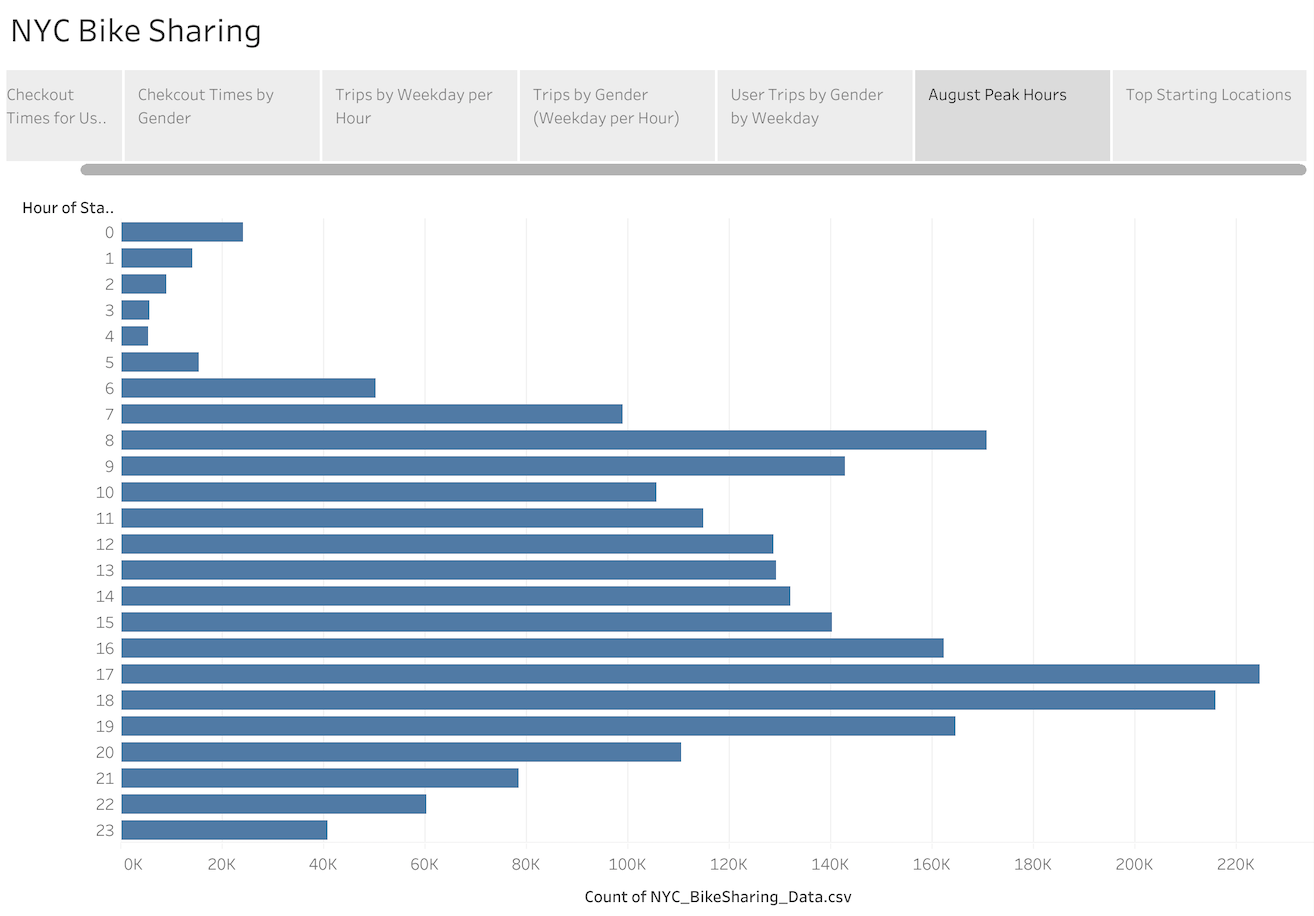 NYC Bike Sharing
Checkout
Times for Us..
Chekcout Times by
Gender
Trips by Weekday per
Hour
Trips by Gender
(Weekday per Hour)
User Trips by Gender
by Weekday
August Peak Hours
Top Starting Locations
Hour of Sta..
0
1
2
3
4
5
6
7
8
9
10
11
12
13
14
15
16
17
18
19
20
21
22
23
0K 20K 40K 60K 80K 100K 120K 140K 160K 180K 200K 220K
Count of NYC_BikeSharing_Data.csv